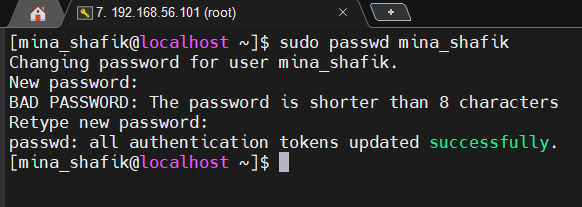 7. 192.168.56.101 (root)
[mina_shafik@localhost ~]$ sudo passwd mina_shafik
Changing password for user mina_shafik.
New password:
BAD PASSWORD: The password is shorter than 8 characters
Retype new password:
passwd: all authentication tokens updated successfully.
[mina_shafik@localhost ~]$